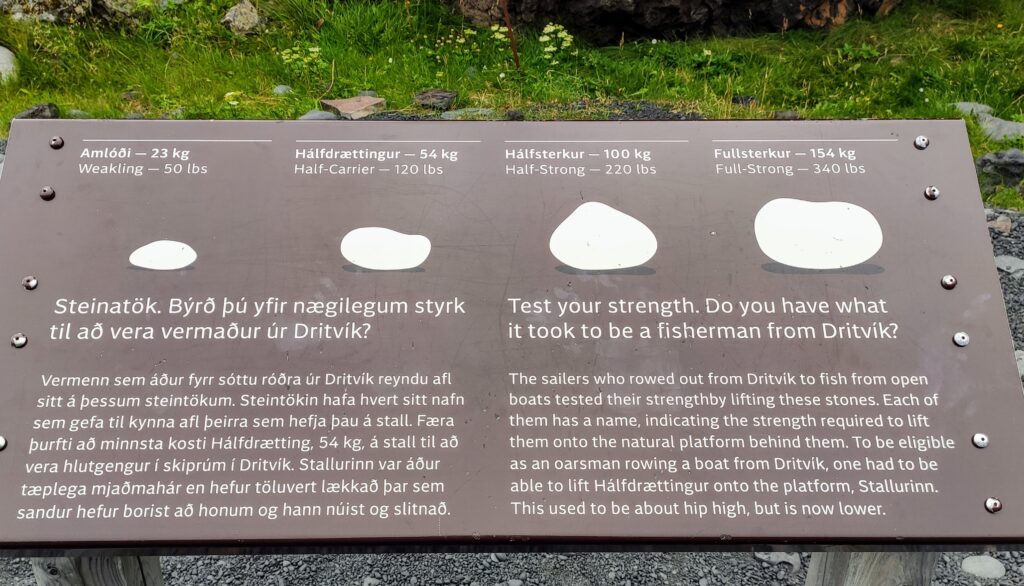 Amlóði — 23 kg
Weakling — 50 lbs
Hálfdrættingur — 54 kg
Half-Carrier — 120 lbs
Hálfsterkur — 100 kg
Half-Strong — 220 lbs
Fullsterkur — 154 kg
Full-Strong — 340 lbs
Steinatök. Býrð þú yfir nægilegum styrk
til að vera vermaður úr Dritvík?
Vermenn sem áður fyrr sóttu róðra úr Dritvík reyndu afl
sitt á þessum steintökum. Steintökin hafa hvert sitt nafn
sem gefa til kynna afl þeirra sem hefja þau á stall. Færa
þurfti að minnsta kosti Hálfdrætting, 54 kg, á stall til að
vera hlutgengur í skiprúm í Dritvík. Stallurinn var áður
tæplega mjaðmahár en hefur töluvert lækkað þar sem
sandur hefur borist að honum og hann núist og slitnað.
Test your strength. Do you have what
it took to be a fisherman from Dritvík?
The sailers who rowed out from Dritvík to fish from open
boats tested their strengthby lifting these stones. Each of
them has a name, indicating the strength required to lift
them onto the natural platform behind them. To be eligible
as an oarsman rowing a boat from Dritvík, one had to be
able to lift Hálfdrættingur onto the platform, Stallurinn.
This used to be about hip high, but is now lower.